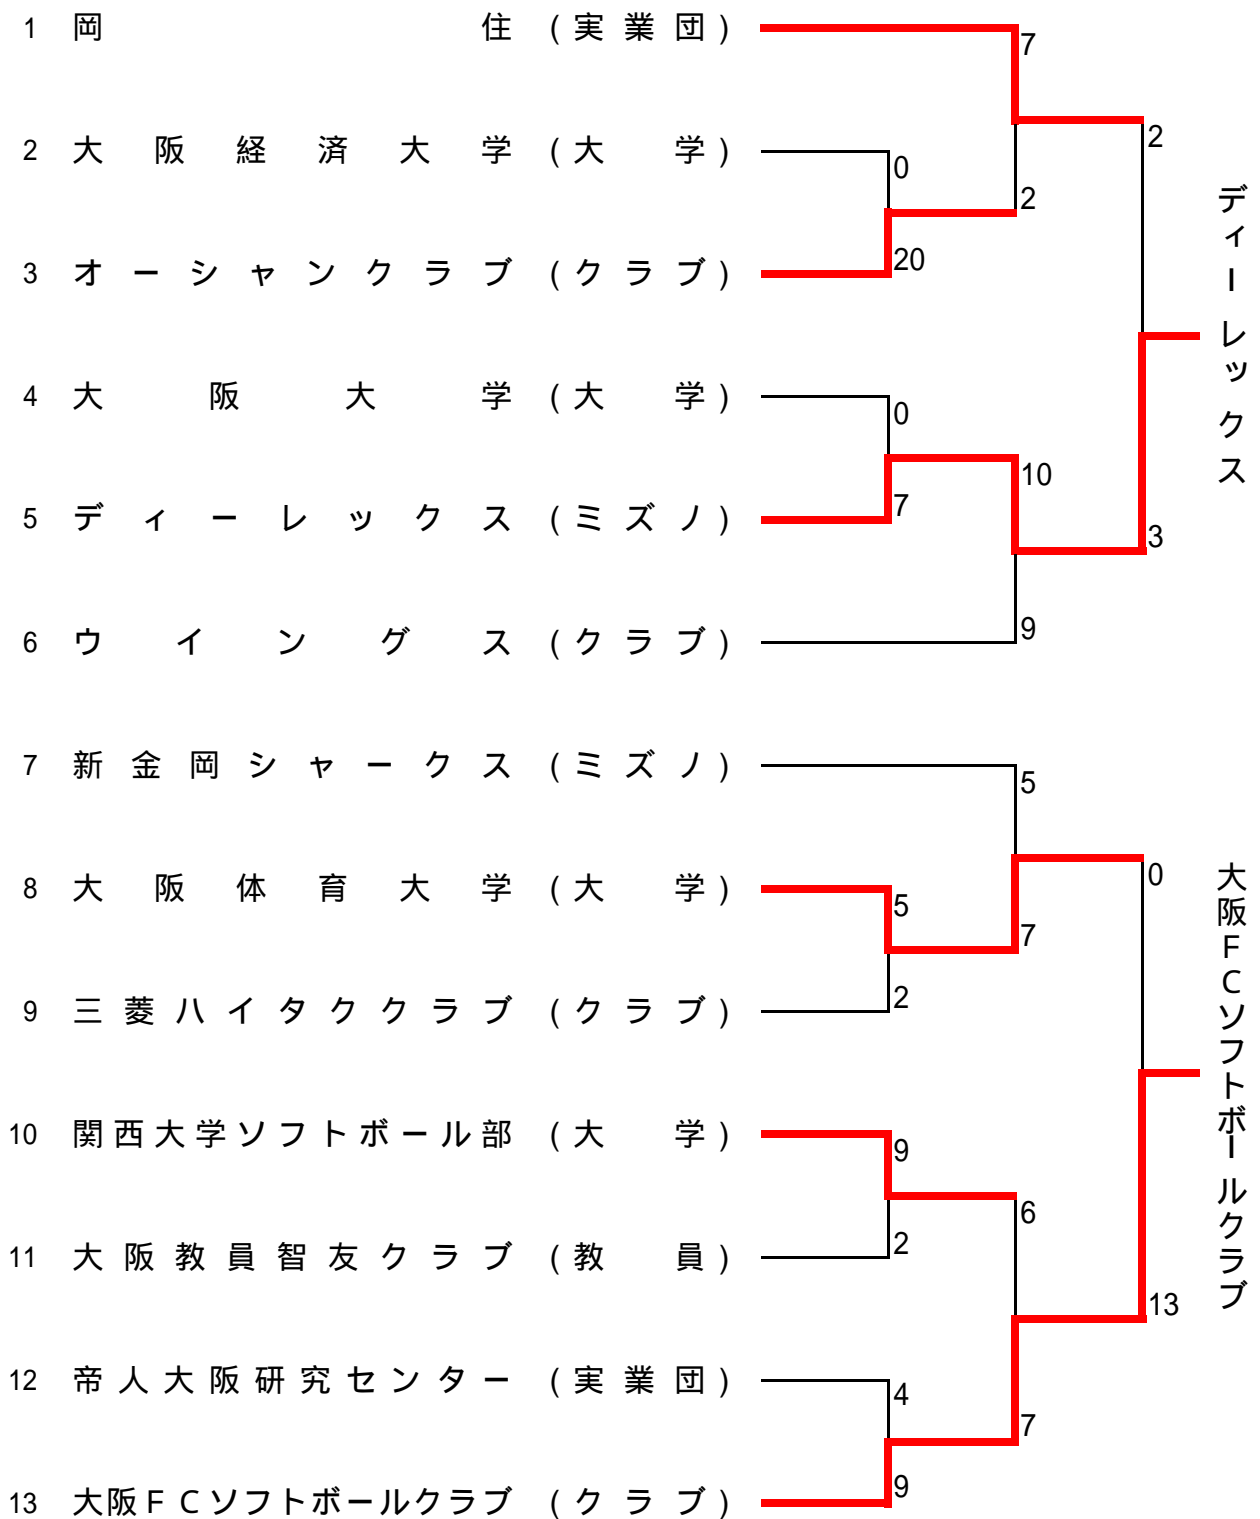 1 岡住 (実業団)
7
2
2 大阪経済大学 (大学)
0
2
3 オーシャンクラブ (クラブ)
20
ディーレックス
4 大阪大学 (大学)
0
10
5 ディーレックス (ミズノ)
7
3
6 ウイングス (クラブ)
9
7 新金岡シャークス (ミズノ)
5
0
8 大阪体育大学 (大学)
5
7
9 三菱ハイタククラブ (クラブ)
2
大阪FCソフトボールクラブ
10 関西大学ソフトボール部 (大学)
9
6
11 大阪教員智友クラブ (教員)
2
13
12 帝人大阪研究センター (実業団)
4
7
13 大阪FCソフトボールクラブ (クラブ)
9